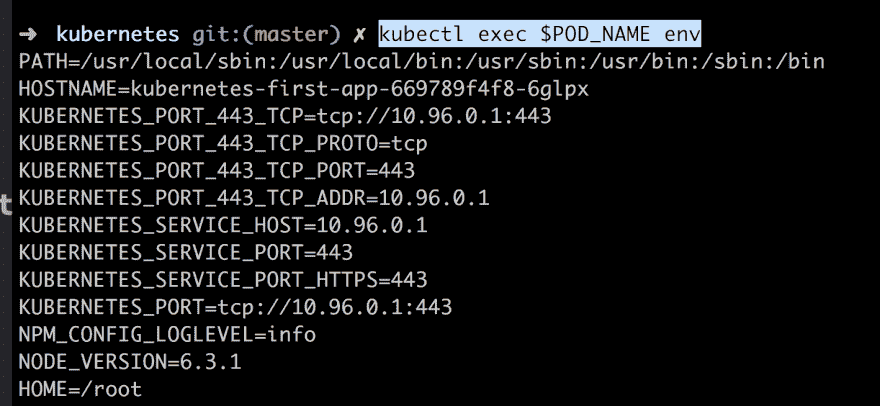 ➜ kubernetes git:(master) ✗ kubectl exec $POD_NAME env
PATH=/usr/local/sbin:/usr/local/bin:/usr/sbin:/usr/bin:/sbin:/bin
HOSTNAME=kubernetes-first-app-669789f4f8-6glpx
KUBERNETES_PORT_443_TCP=tcp://10.96.0.1:443
KUBERNETES_PORT_443_TCP_PROTO=tcp
KUBERNETES_PORT_443_TCP_PORT=443
KUBERNETES_PORT_443_TCP_ADDR=10.96.0.1
t
KUBERNETES_SERVICE_HOST=10.96.0.1
KUBERNETES_SERVICE_PORT=443
KUBERNETES_SERVICE_PORT_HTTPS=443
KUBERNETES_PORT=tcp://10.96.0.1:443
NPM_CONFIG_LOGLEVEL=info
NODE_VERSION=6.3.1
HOME=/root